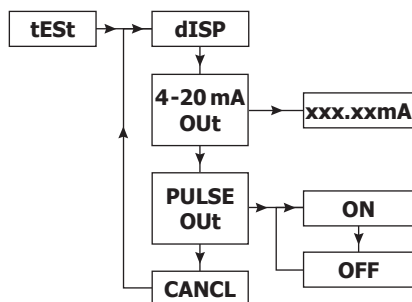 tESt
dISP
4-20 mA
OUt
xxx.xxmA
PULSE
OUt
ON
OFF
CANCL